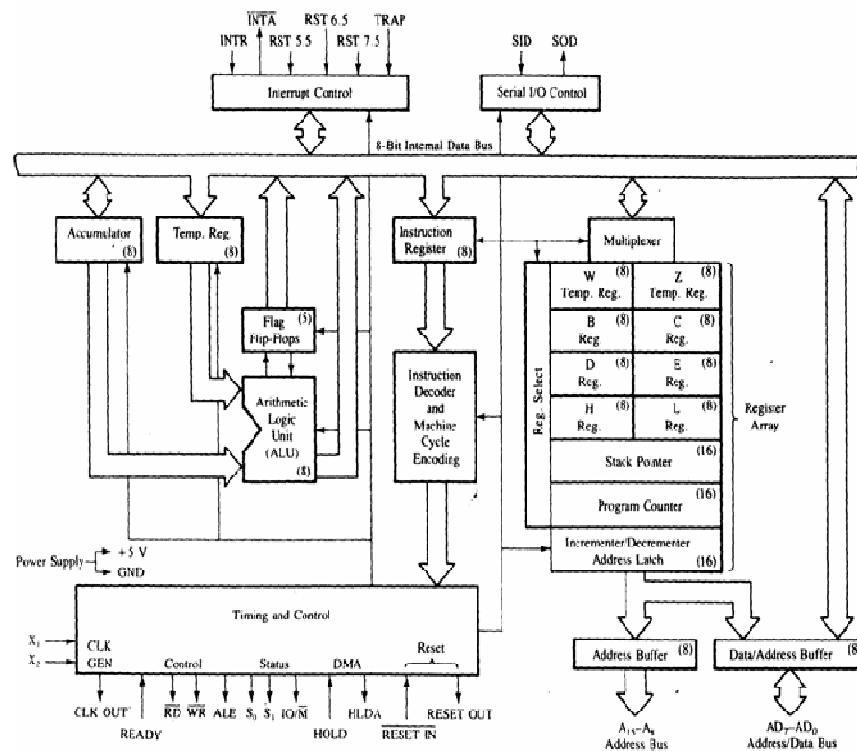 INTA
RST 6.5 TRAP
INTR RST 5.5 RST 7.5
SID SOD
Interrupt Control
Serial I/O Control
8-Bit Internal Data Bus
Accumulator
(8)
Temp. Reg.
(8)
Instruction
Register
(8)
Multiplexer
W (8)
Temp. Reg.
Z (8)
Temp. Reg.
B (8)
Reg
C (8)
Reg.
D (8)
Reg.
E (8)
Reg.
H (8)
Reg.
L (8)
Reg.
Stack Pointer (16)
Program Counter (16)
Incrementer/Decrementer
Address Latch (16)
Reg. Select
Register
Array
(5)
Flag
Flip-Flops
Arithmetic
Logic
Unit
(ALU)
(8)
Instruction
Decoder
and
Machine
Cycle
Encoding
Power Supply
+5 V
GND
Timing and Control
X₁
X₂
CLK
GEN
Control Status DMA Reset
CLK OUT
READY
RD WR ALE S₀ S₁ IO/M
HOLD
HLDA
RESET IN
RESET OUT
Address Buffer (8)
Data/Address Buffer (8
A₁₅–A₈
Address Bus
AD₇–AD₀
Address/Data Bus